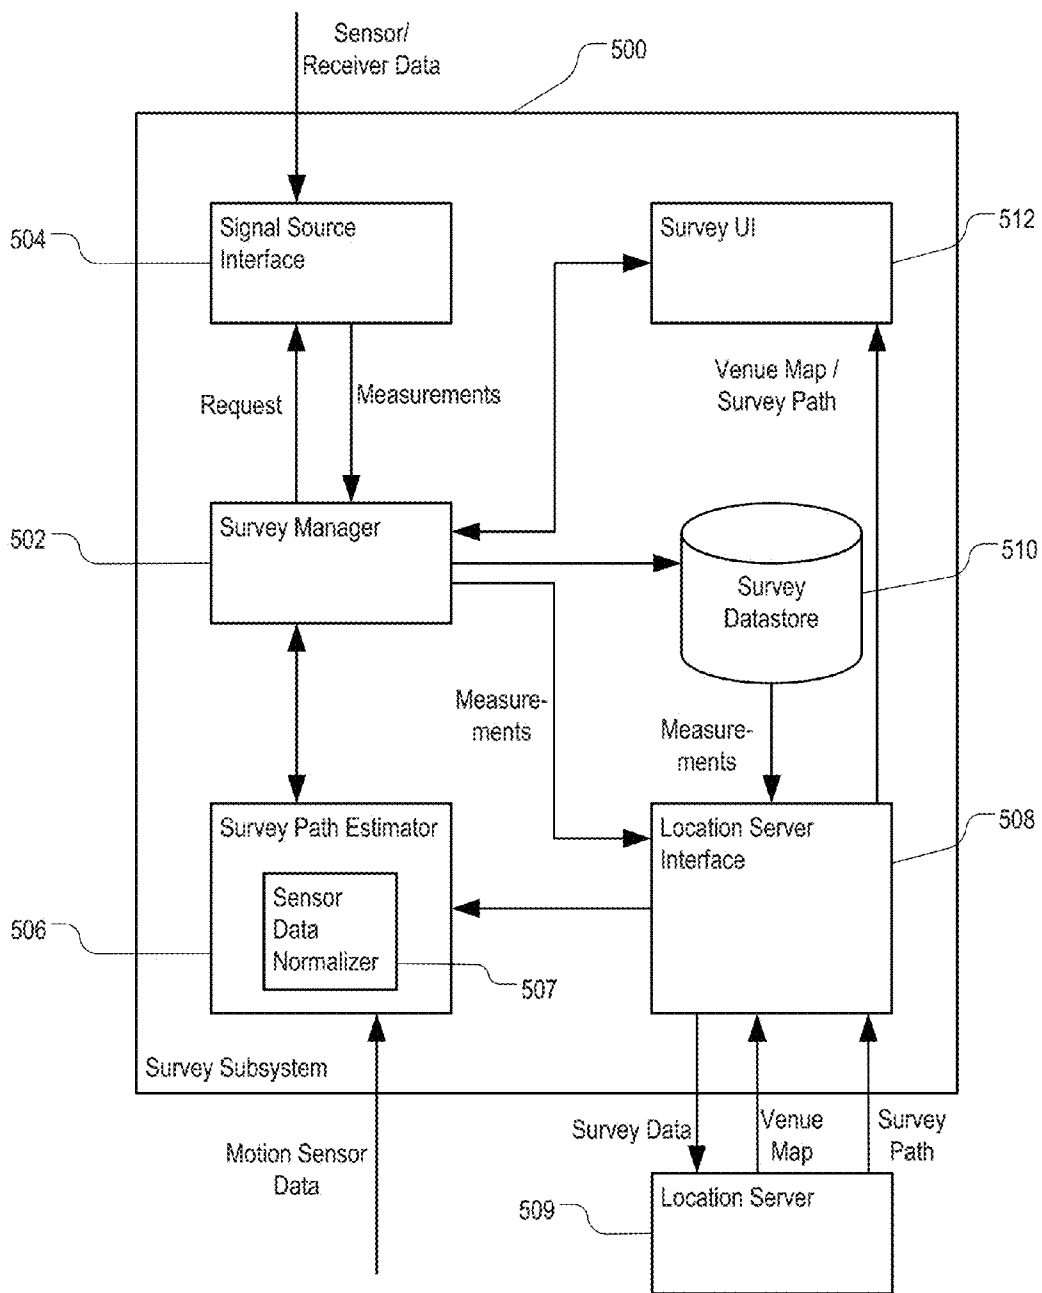 Sensor/
Receiver Data
500
Signal Source
Interface
504
Survey UI
512
Request
Measurements
Venue Map /
Survey Path
Survey Manager
502
Survey
Datastore
510
Measure-
ments
Measure-
ments
Survey Path Estimator
Sensor
Data
Normalizer
506
507
Location Server
Interface
508
Survey Subsystem
Motion Sensor
Data
Survey Data
Venue
Map
Survey
Path
Location Server
509